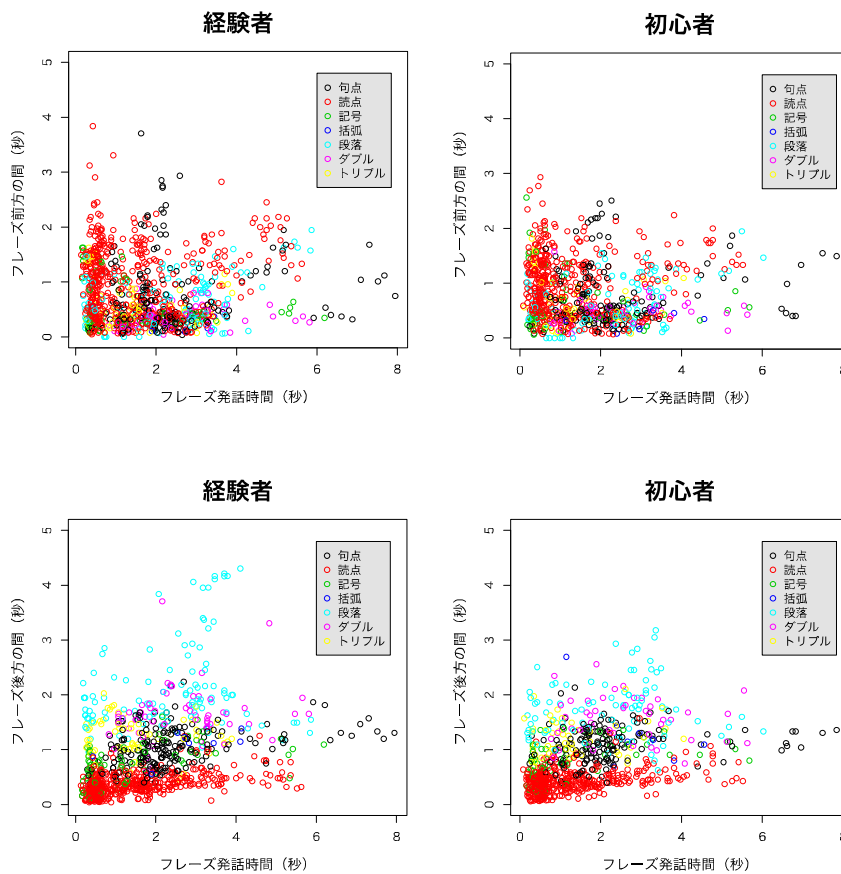 経験者
初心者
フレーズ前方の間（秒）
5
4
3
2
1
0
句点
読点
記号
括弧
段落
ダブル
トリプル
0 2 4 6 8
フレーズ発話時間（秒）
フレーズ前方の間（秒）
5
4
3
2
1
0
句点
読点
記号
括弧
段落
ダブル
トリプル
0 2 4 6 8
フレーズ発話時間（秒）
経験者
初心者
フレーズ後方の間（秒）
5
4
3
2
1
0
句点
読点
記号
括弧
段落
ダブル
トリプル
0 2 4 6 8
フレーズ発話時間（秒）
フレーズ後方の間（秒）
5
4
3
2
1
0
句点
読点
記号
括弧
段落
ダブル
トリプル
0 2 4 6 8
フレーズ発話時間（秒）